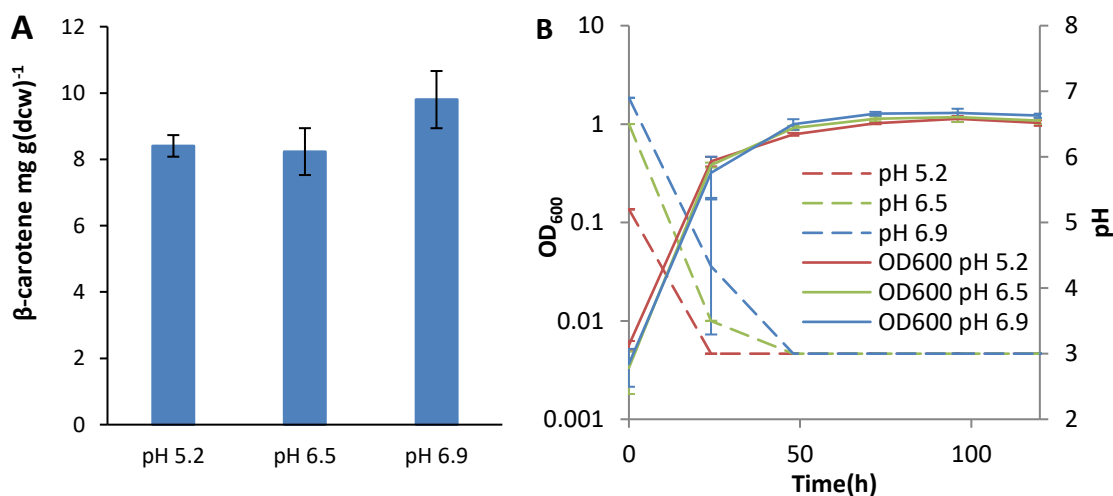 A
β-carotene mg g(dcw)⁻¹
12
10
8
6
4
2
0
pH 5.2 pH 6.5 pH 6.9
B
OD₆₀₀
10
1
0.1
0.01
0.001
pH 5.2
pH 6.5
pH 6.9
OD600 pH 5.2
OD600 pH 6.5
OD600 pH 6.9
8
7
6
5
4
3
2
pH
0 50 100
Time(h)